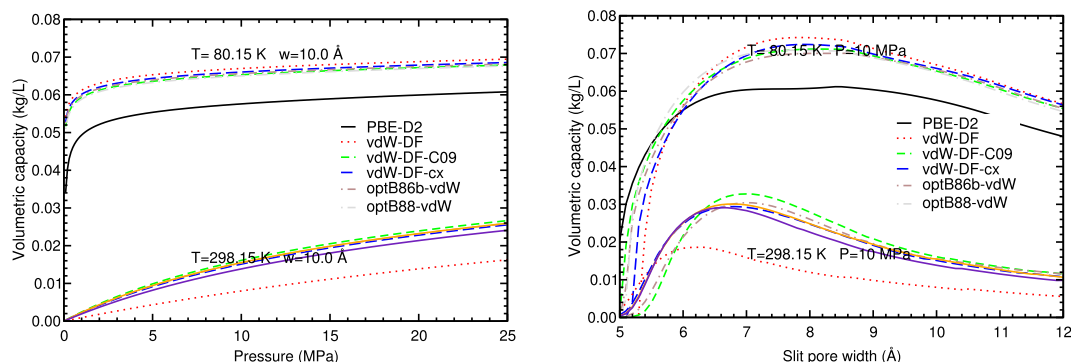 0.08
0.07
0.06
0.05
0.04
0.03
0.02
0.01
0.00
Volumetric capacity (kg/L)
T= 80.15 K w=10.0 Å
PBE-D2
vdW-DF
vdW-DF-C09
vdW-DF-cx
optB86b-vdW
optB88-vdW
T=298.15 K w=10.0 Å
0 5 10 15 20 25
Pressure (MPa)
0.08
0.07
0.06
0.05
0.04
0.03
0.02
0.01
0.00
Volumetric capacity (kg/L)
T= 80.15 K P=10 MPa
PBE-D2
vdW-DF
vdW-DF-C09
vdW-DF-cx
optB86b-vdW
optB88-vdW
T=298.15 K P=10 MPa
5 6 7 8 9 10 11 12
Slit pore width (Å)